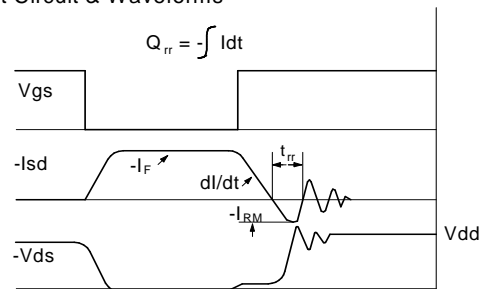 t Circuit & Waveforms
Qrr = -∫ Idt
Vgs
-Isd
-IF
dI/dt
trr
-IRM
Vdd
-Vds